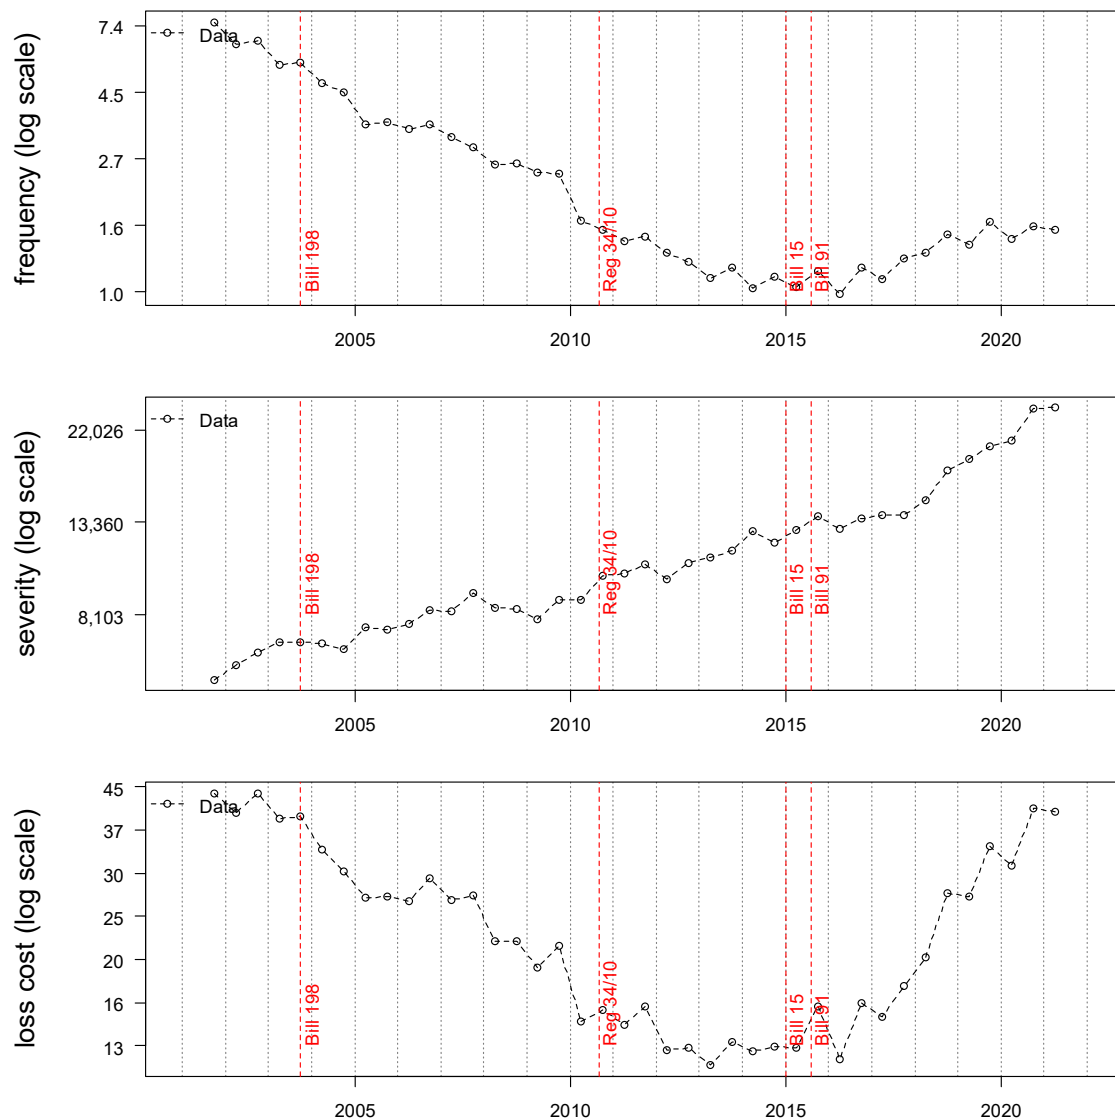 frequency (log scale)
7.4
4.5
2.7
1.6
1.0
Data
Bill 198
Reg 34/10
Bill 15
Bill 91
2005
2010
2015
2020
severity (log scale)
22,026
13,360
8,103
Data
Bill 198
Reg 34/10
Bill 15
Bill 91
2005
2010
2015
2020
loss cost (log scale)
45
37
30
25
20
16
13
Data
Bill 198
Reg 34/10
Bill 15
Bill 91
2005
2010
2015
2020